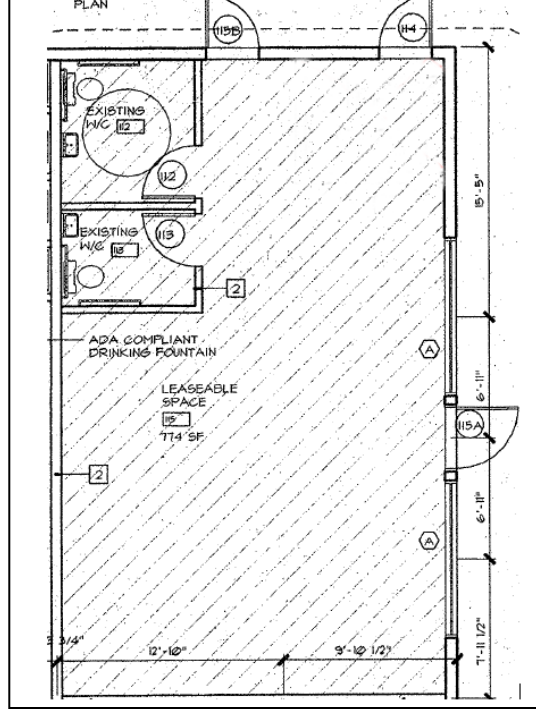 PLAN
115B
114
EXISTING
W/C 112
112
15'-5"
EXISTING
W/C 113
113
2
ADA COMPLIANT
DRINKING FOUNTAIN
A
LEASEABLE
SPACE
115
774 SF
6'-11"
115A
2
6'-11"
A
3/4"
12'-10"
9'-10 1/2"
7'-11 1/2"